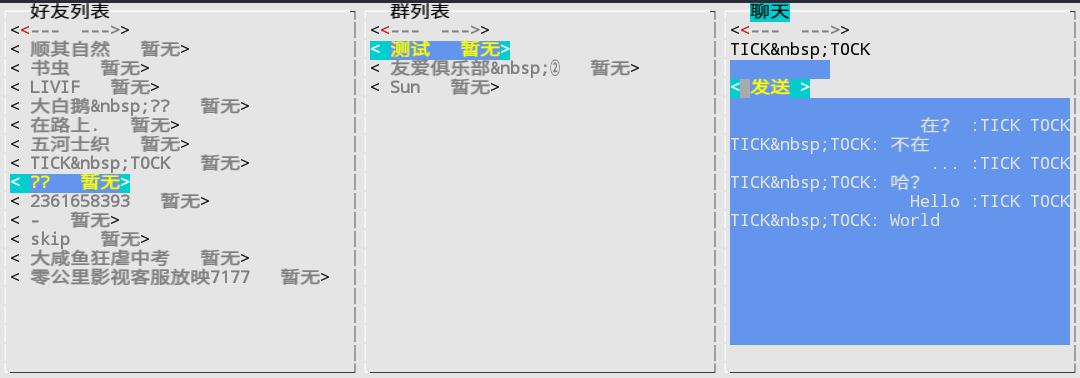 好友列表
<<--- --->>
< 顺其自然 暂无>
< 书虫 暂无>
< LIVIF 暂无>
< 大白鹅&nbsp;?? 暂无>
< 在路上. 暂无>
< 五河士织 暂无>
< TICK&nbsp;TOCK 暂无>
< ?? 暂无>
< 2361658393 暂无>
< - 暂无>
< skip 暂无>
< 大咸鱼狂虐中考 暂无>
< 零公里影视客服放映7177 暂无>
群列表
<<--- --->>
< 测试 暂无>
< 友爱俱乐部&nbsp;② 暂无>
< Sun 暂无>
聊天
<<--- --->>
TICK&nbsp;TOCK
< 发送 >
在? :TICK TOCK
TICK&nbsp;TOCK: 不在
... :TICK TOCK
TICK&nbsp;TOCK: 哈?
Hello :TICK TOCK
TICK&nbsp;TOCK: World